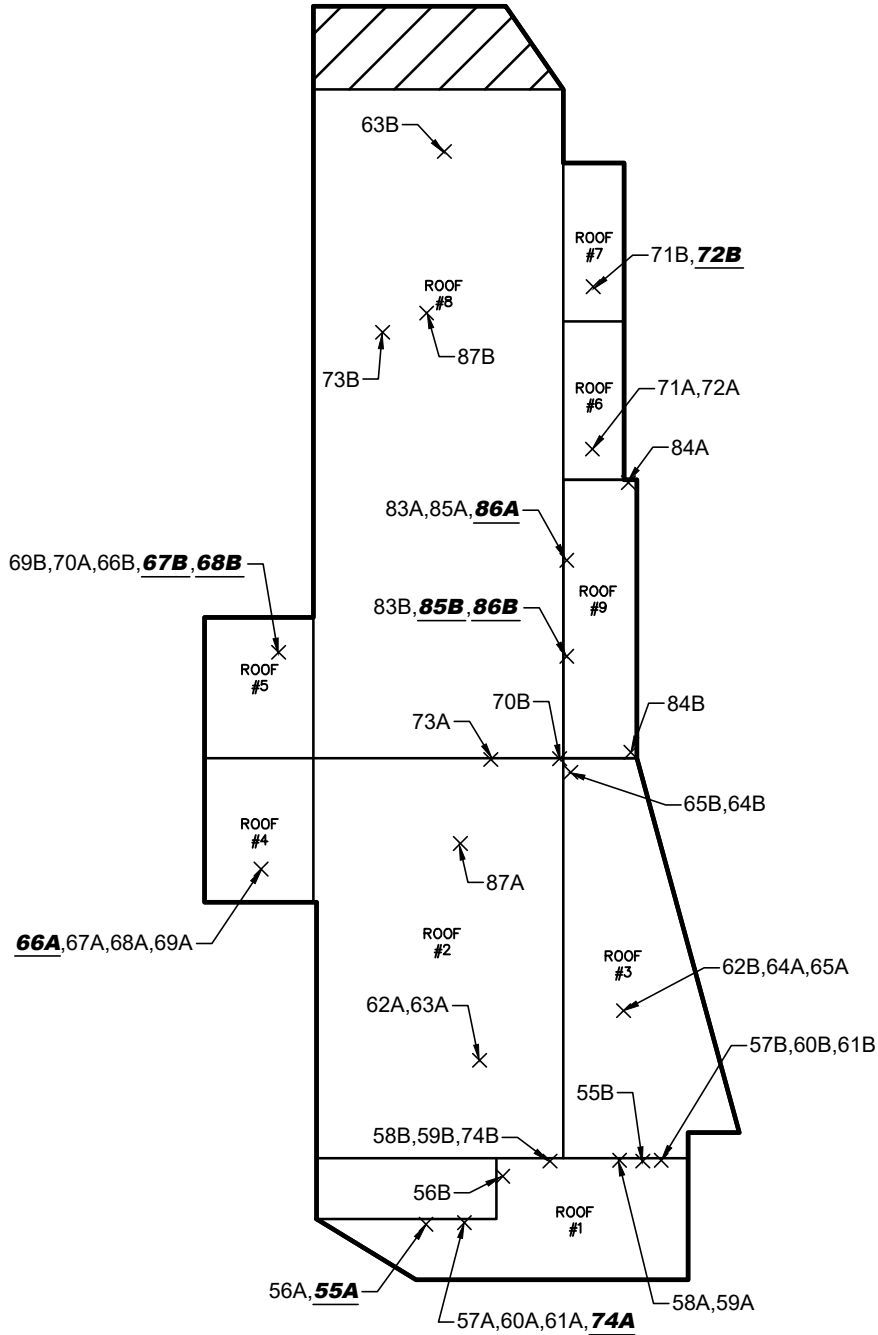 63B
ROOF
#7
71B,72B
ROOF
#8
87B
73B
ROOF
#6
71A,72A
84A
83A,85A,86A
69B,70A,66B,67B,68B
ROOF
#9
83B,85B,86B
ROOF
#5
70B
84B
73A
65B,64B
ROOF
#4
87A
66A,67A,68A,69A
ROOF
#2
ROOF
#3
62B,64A,65A
62A,63A
57B,60B,61B
55B
58B,59B,74B
56B
ROOF
#1
56A,55A
58A,59A
57A,60A,61A,74A